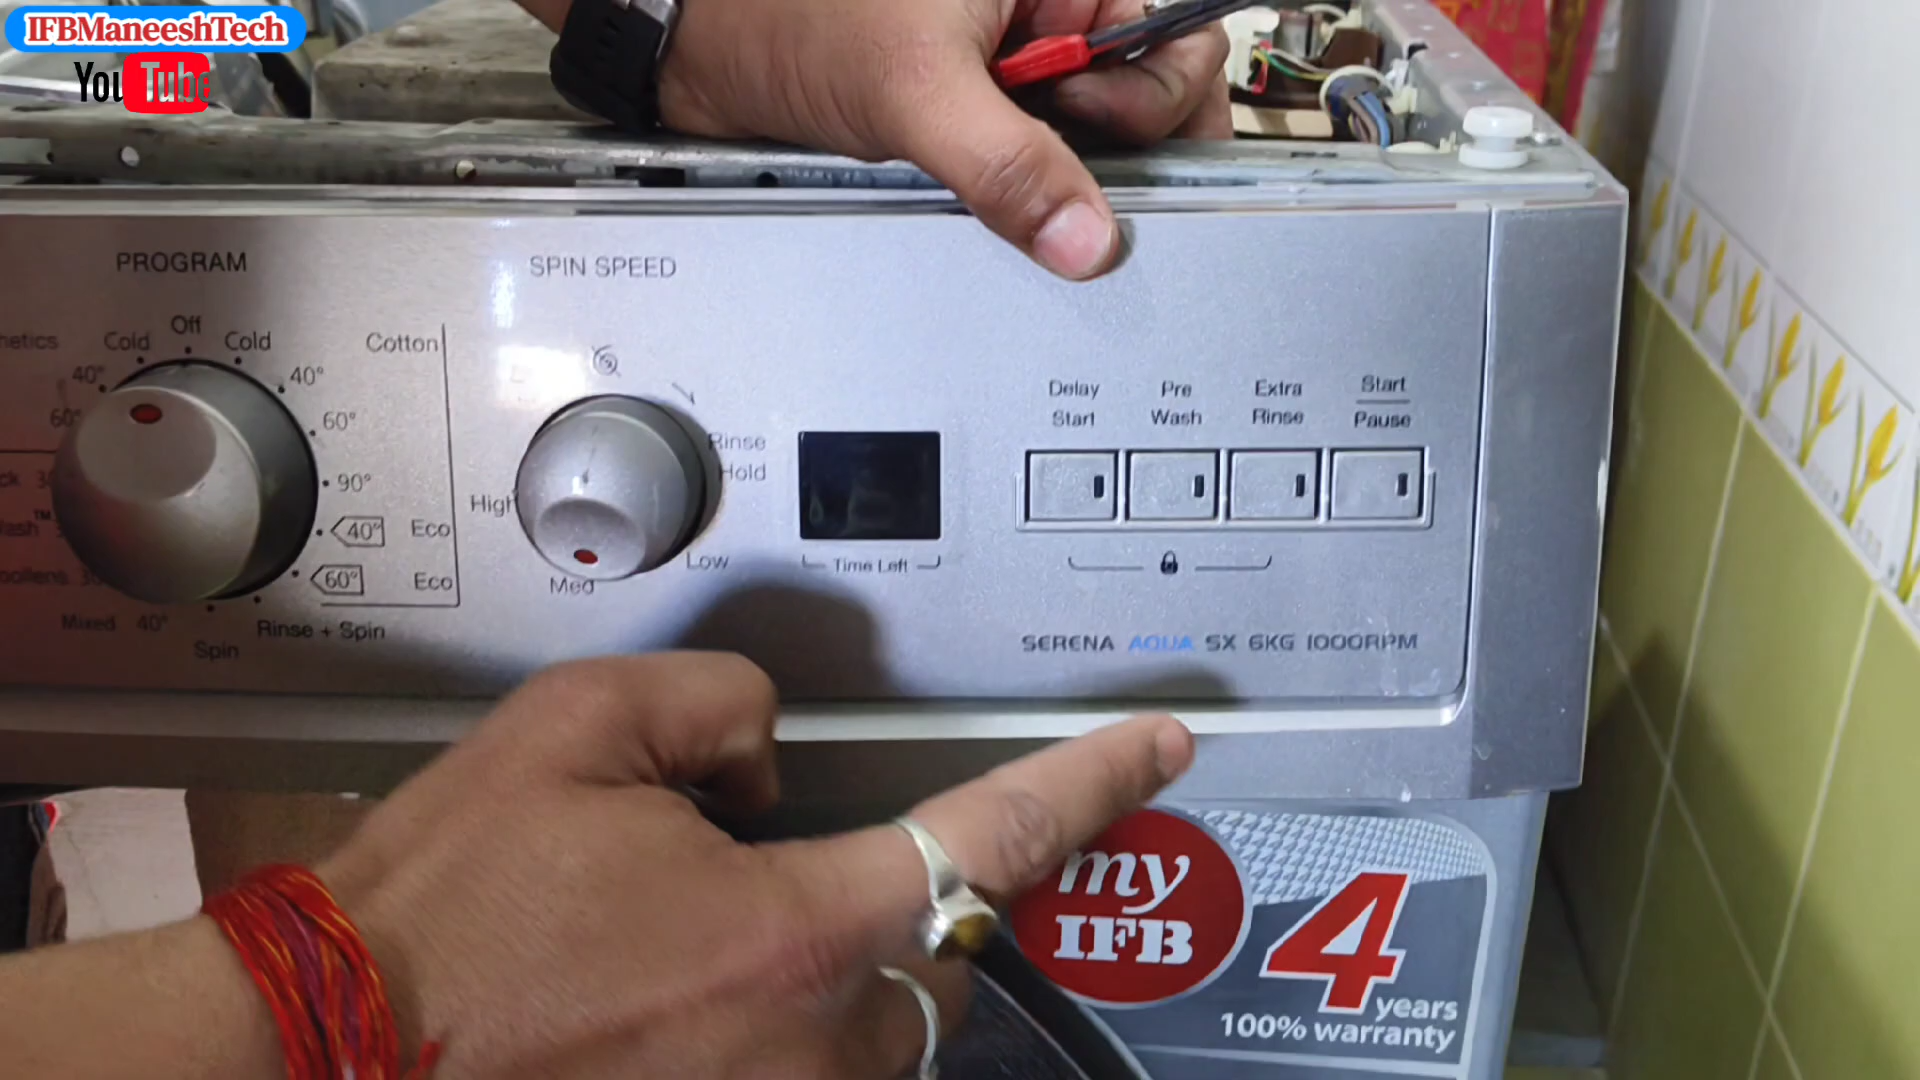 IFBManeeshTech
YouTube
PROGRAM
SPIN SPEED
Off
Cold
Cold
Cotton
40°
40°
60°
60°
90°
40° Eco
60° Eco
Mixed 40°
Rinse + Spin
Spin
Rinse
Hold
High
Low
Med
Time Left
Delay
Start
Pre
Wash
Extra
Rinse
Start
Pause
SERENA AQUA SX 6KG 1000RPM
my
IFB
4
years
100% warranty